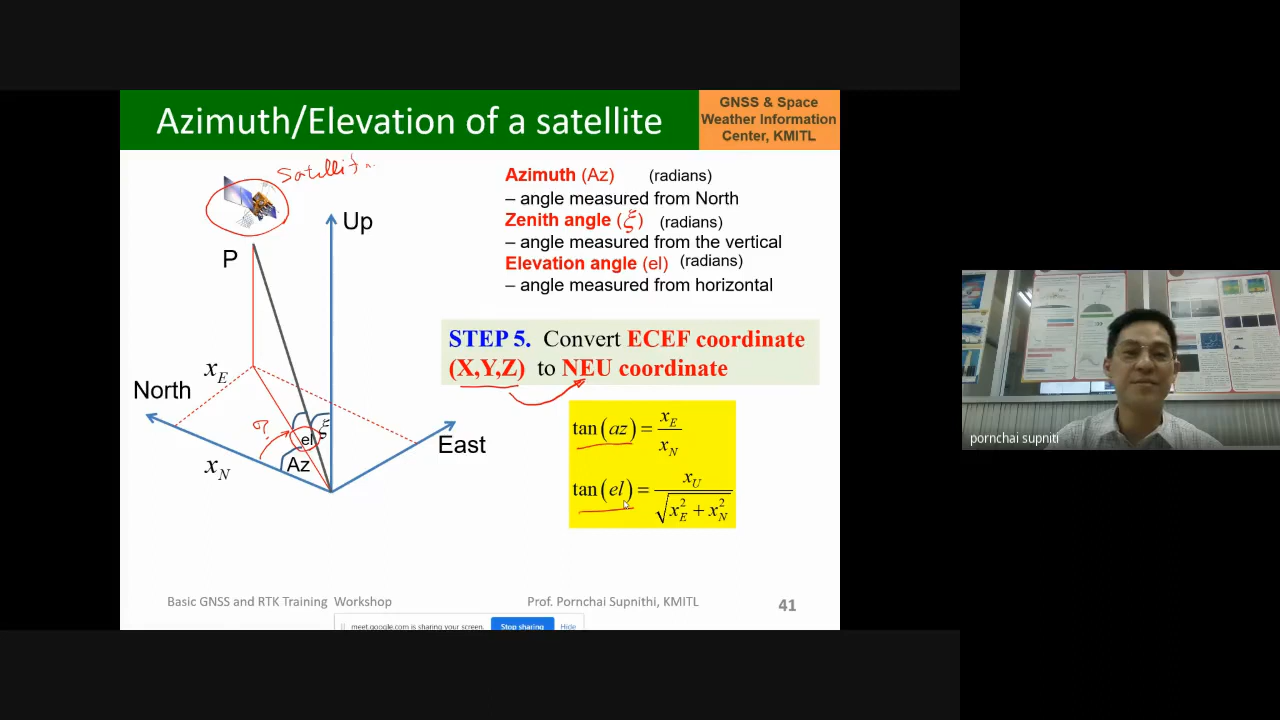 Azimuth/Elevation of a satellite
GNSS & Space
Weather Information
Center, KMITL
Up
P
x_E
North
x_N
el
ξ
Az
East
Azimuth (Az) (radians)
– angle measured from North
Zenith angle (ξ) (radians)
– angle measured from the vertical
Elevation angle (el) (radians)
– angle measured from horizontal
STEP 5. Convert ECEF coordinate
(X,Y,Z) to NEU coordinate
tan(az) = x_E / x_N
tan(el) = x_U / √(x_E^2 + x_N^2)
Basic GNSS and RTK Training Workshop
Prof. Pornchai Supnithi, KMITL
41
meet.google.com is sharing your screen.
Stop sharing
Hide
pornchai supniti